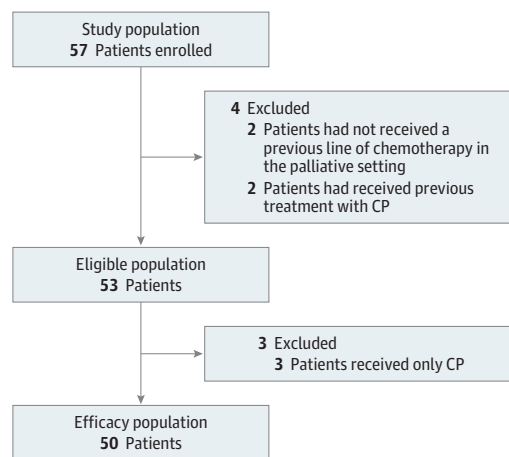 Study population
57 Patients enrolled
4 Excluded
2 Patients had not received a
previous line of chemotherapy in
the palliative setting
2 Patients had received previous
treatment with CP
Eligible population
53 Patients
3 Excluded
3 Patients received only CP
Efficacy population
50 Patients